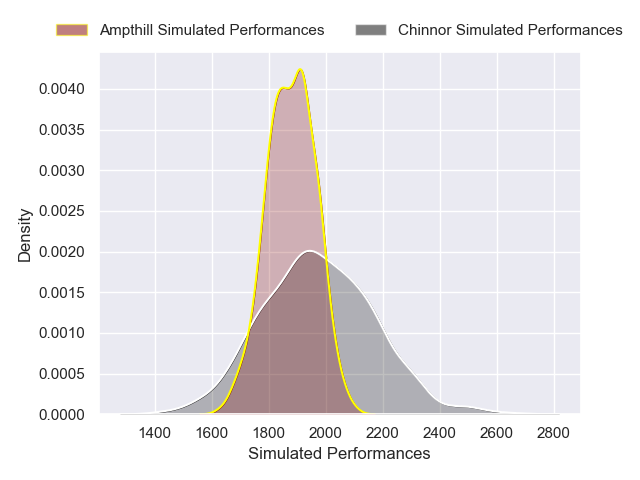 Ampthill Simulated Performances Chinnor Simulated Performances
0.0040
0.0035
0.0030
0.0025
0.0020
0.0015
0.0010
0.0005
0.0000
Density
1400 1600 1800 2000 2200 2400 2600 2800
Simulated Performances